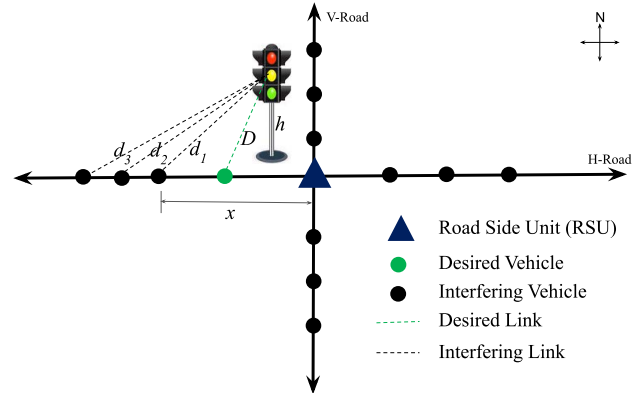 V-Road
N
D
h
d3
d2
d1
H-Road
x
Road Side Unit (RSU)
Desired Vehicle
Interfering Vehicle
Desired Link
Interfering Link